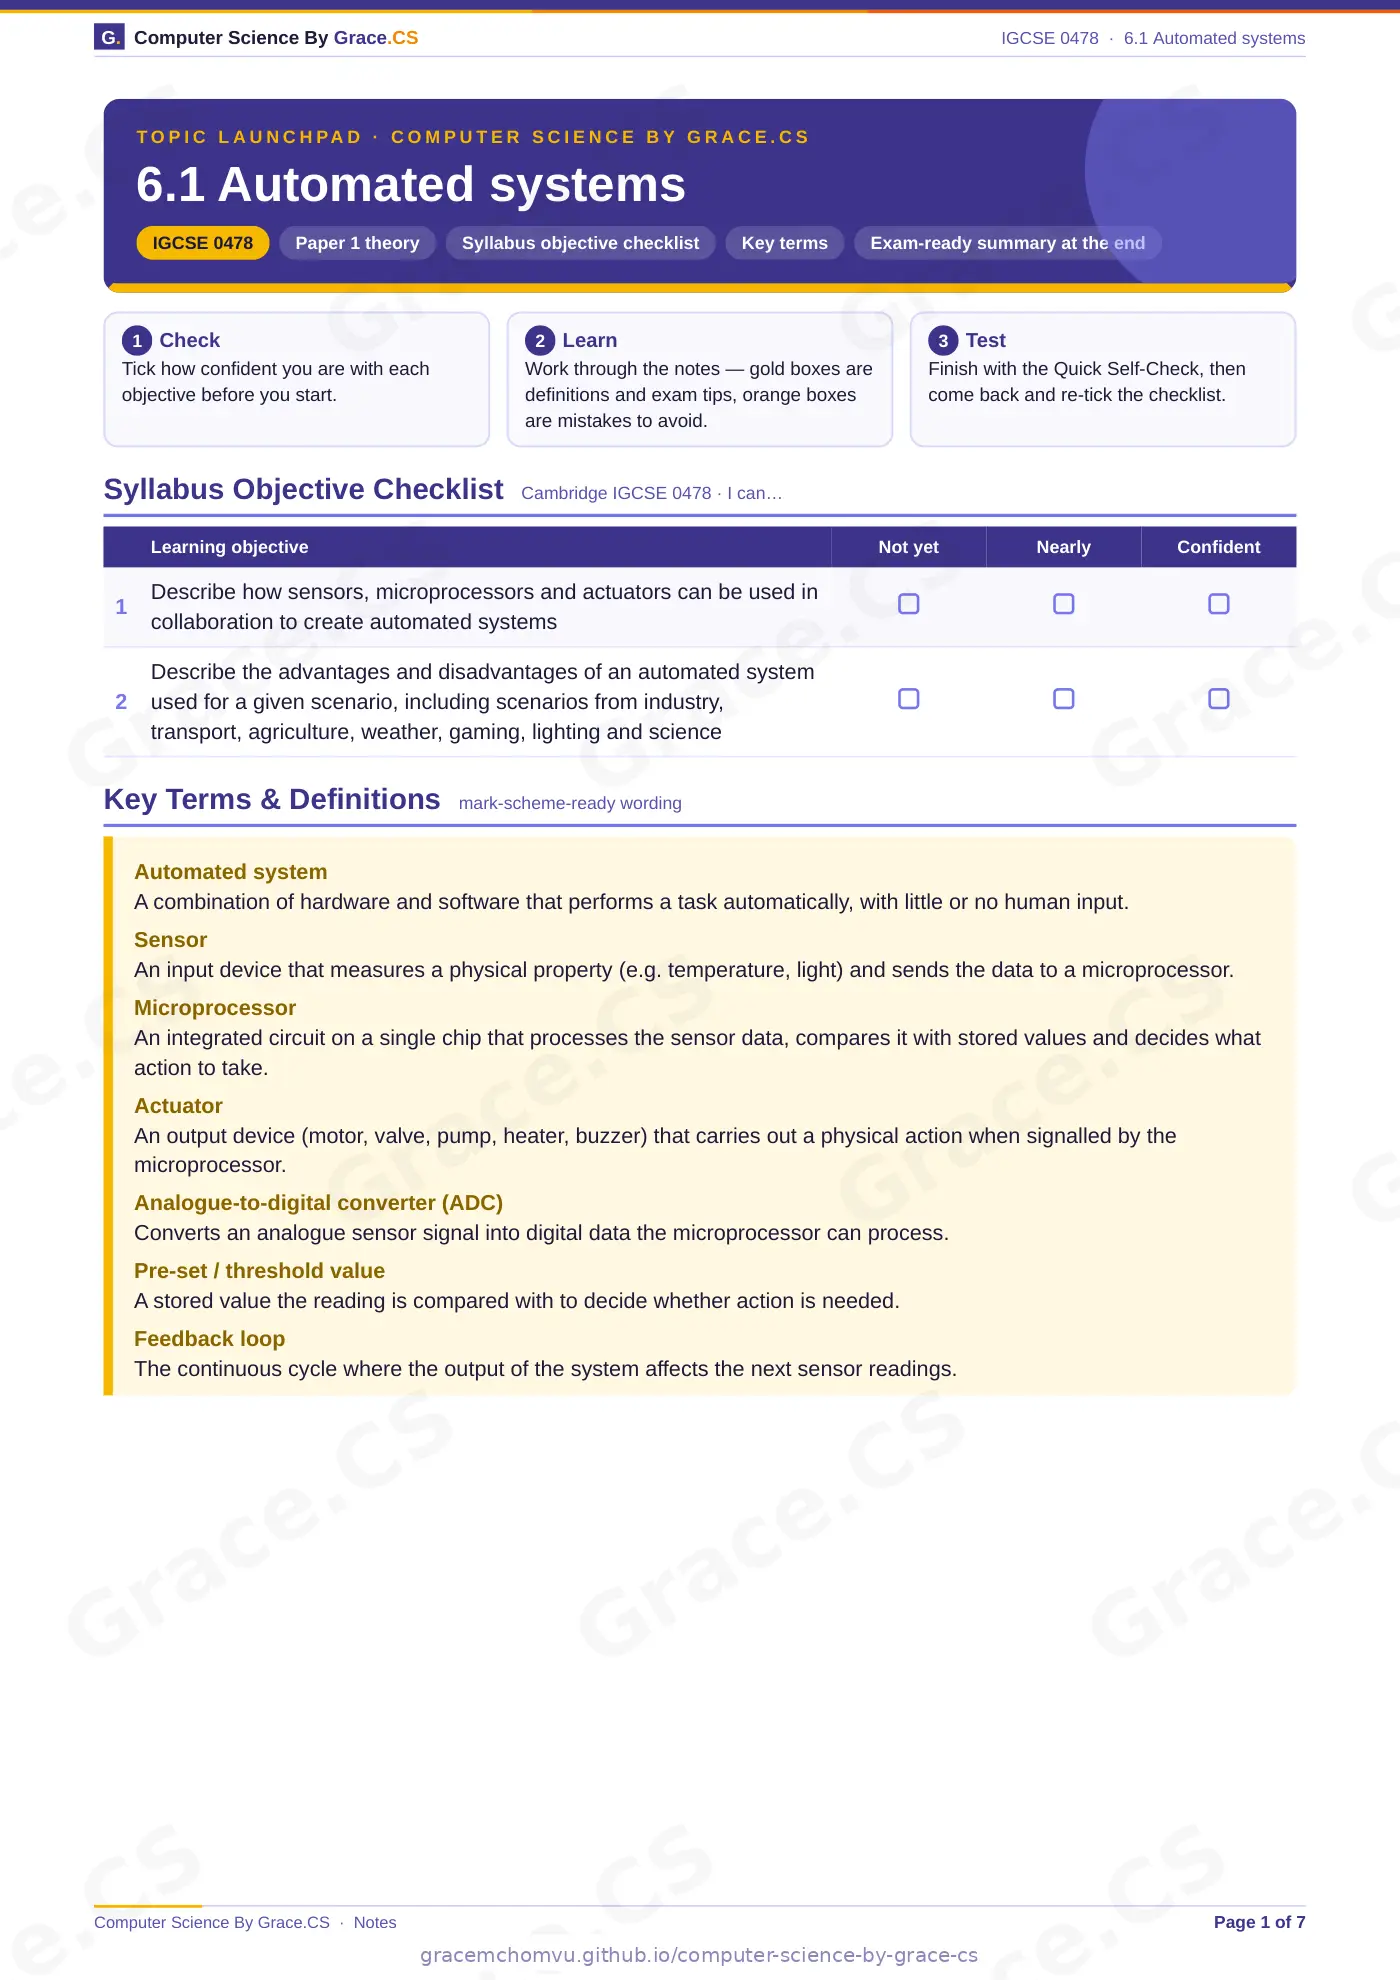 G. Computer Science By Grace.CS
IGCSE 0478 · 6.1 Automated systems
TOPIC LAUNCHPAD · COMPUTER SCIENCE BY GRACE.CS
6.1 Automated systems
IGCSE 0478 Paper 1 theory Syllabus objective checklist Key terms Exam-ready summary at the end
1 Check
Tick how confident you are with each
objective before you start.
2 Learn
Work through the notes — gold boxes are
definitions and exam tips, orange boxes
are mistakes to avoid.
3 Test
Finish with the Quick Self-Check, then
come back and re-tick the checklist.
Syllabus Objective Checklist Cambridge IGCSE 0478 · I can…
Learning objective Not yet Nearly Confident
1 Describe how sensors, microprocessors and actuators can be used in
collaboration to create automated systems
2 Describe the advantages and disadvantages of an automated system
used for a given scenario, including scenarios from industry,
transport, agriculture, weather, gaming, lighting and science
Key Terms & Definitions mark-scheme-ready wording
Automated system
A combination of hardware and software that performs a task automatically, with little or no human input.
Sensor
An input device that measures a physical property (e.g. temperature, light) and sends the data to a microprocessor.
Microprocessor
An integrated circuit on a single chip that processes the sensor data, compares it with stored values and decides what
action to take.
Actuator
An output device (motor, valve, pump, heater, buzzer) that carries out a physical action when signalled by the
microprocessor.
Analogue-to-digital converter (ADC)
Converts an analogue sensor signal into digital data the microprocessor can process.
Pre-set / threshold value
A stored value the reading is compared with to decide whether action is needed.
Feedback loop
The continuous cycle where the output of the system affects the next sensor readings.
Computer Science By Grace.CS · Notes
Page 1 of 7
gracemchomvu.github.io/computer-science-by-grace-cs